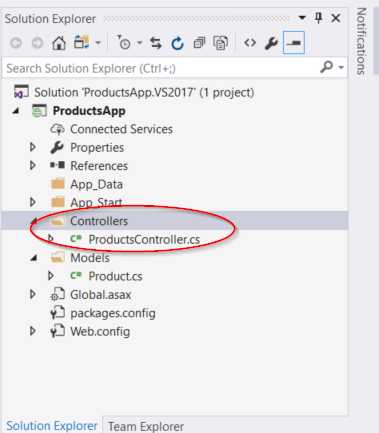 Solution Explorer
Search Solution Explorer (Ctrl+;)
Solution 'ProductsApp.VS2017' (1 project)
ProductsApp
Connected Services
Properties
References
App_Data
App_Start
Controllers
C# ProductsController.cs
Models
C# Product.cs
Global.asax
packages.config
Web.config
Solution Explorer Team Explorer
Notifications